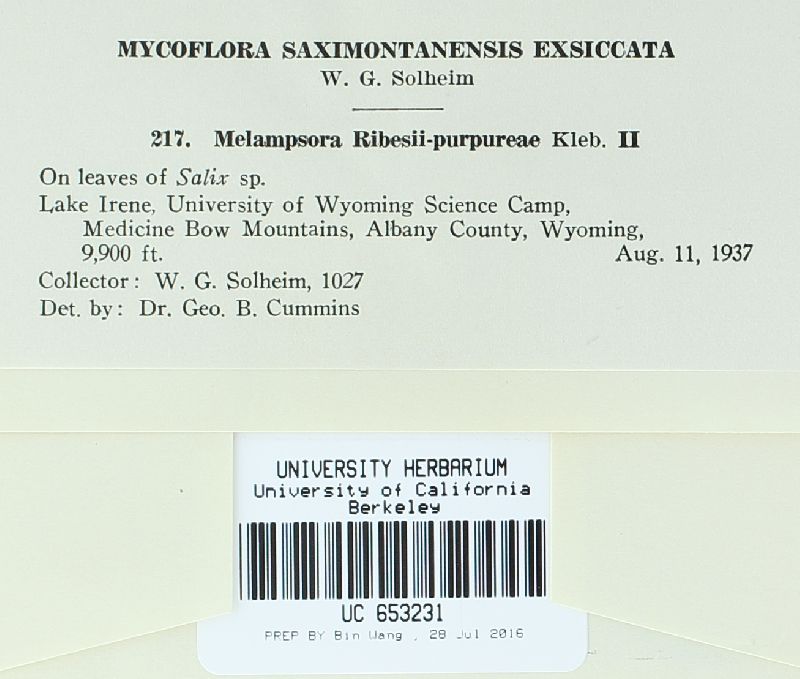 MYCOFLORA SAXIMONTANENSIS EXSICCATA
W. G. Solheim
217. Melampsora Ribesii-purpureae Kleb. II
On leaves of Salix sp.
Lake Irene, University of Wyoming Science Camp,
Medicine Bow Mountains, Albany County, Wyoming,
9,900 ft. Aug. 11, 1937
Collector: W. G. Solheim, 1027
Det. by: Dr. Geo. B. Cummins
UNIVERSITY HERBARIUM
University of California
Berkeley
UC 653231
PREP BY Bin Wang , 28 Jul 2016